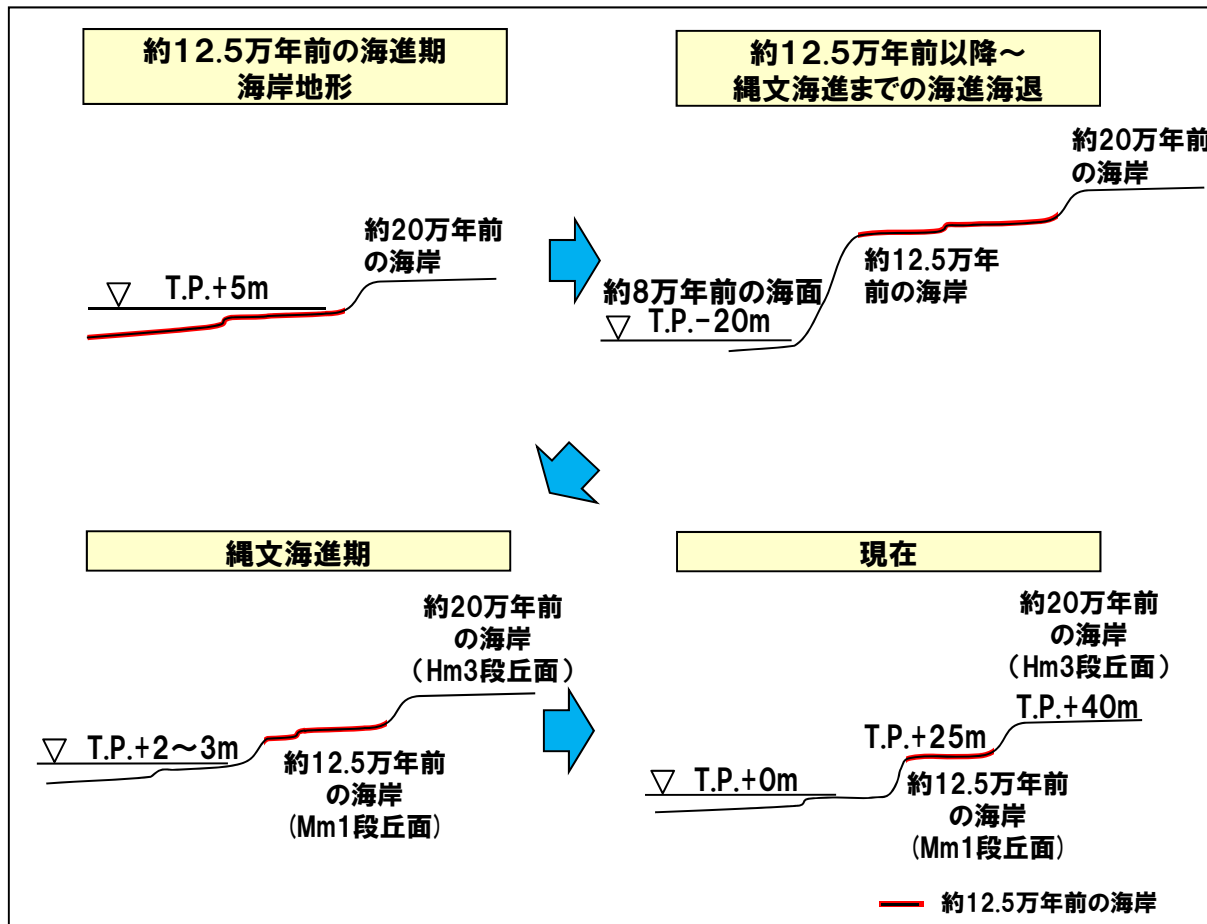 約12.5万年前の海進期
海岸地形
約20万年前
の海岸
T.P.+5m
約12.5万年前以降～
縄文海進までの海進海退
約20万年前
の海岸
約12.5万年
前の海岸
約8万年前の海面
T.P.-20m
縄文海進期
約20万年前
の海岸
（Hm3段丘面）
T.P.+2～3m
約12.5万年前
の海岸
(Mm1段丘面)
現在
約20万年前
の海岸
（Hm3段丘面）
T.P.+40m
T.P.+25m
T.P.+0m
約12.5万年前
の海岸
(Mm1段丘面)
約12.5万年前の海岸